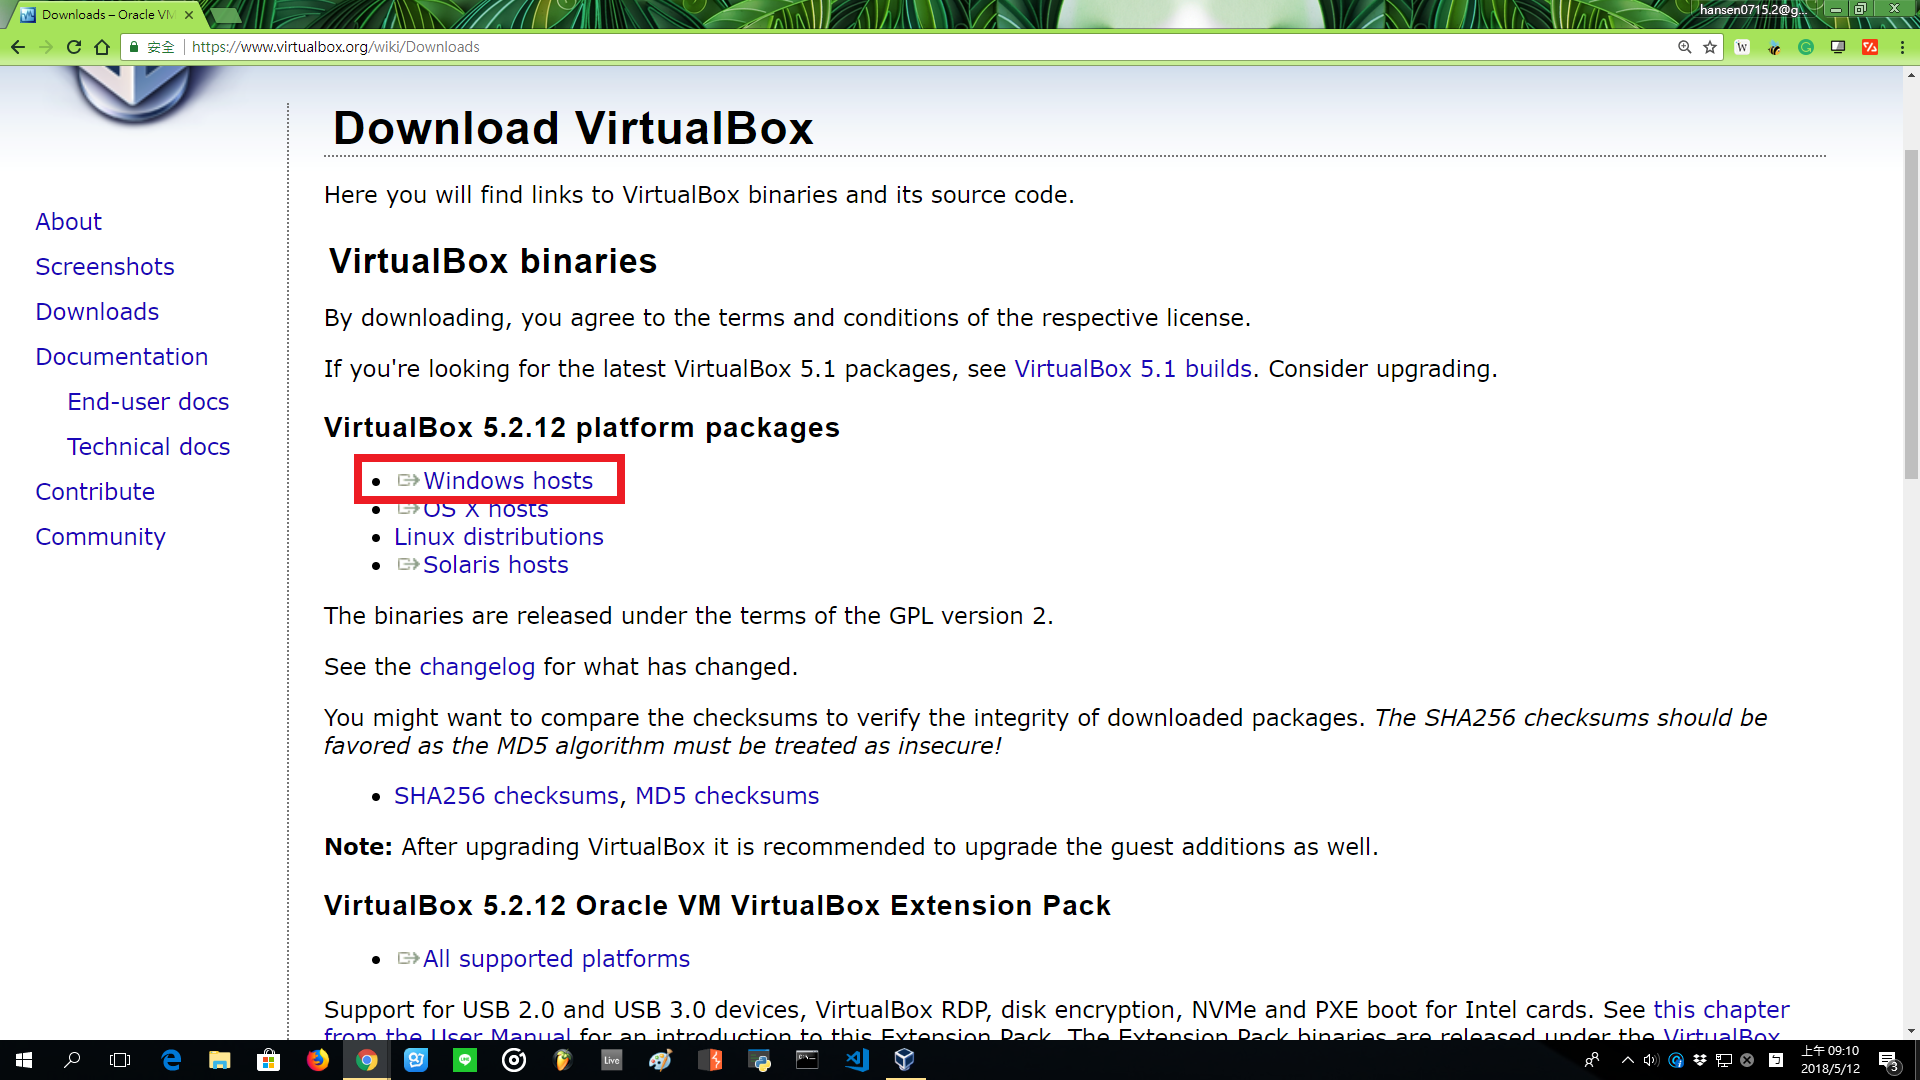 Downloads – Oracle VM
hansen0715.2@g...
安全 https://www.virtualbox.org/wiki/Downloads
Download VirtualBox
Here you will find links to VirtualBox binaries and its source code.
About
Screenshots
Downloads
Documentation
End-user docs
Technical docs
Contribute
Community
VirtualBox binaries
By downloading, you agree to the terms and conditions of the respective license.
If you're looking for the latest VirtualBox 5.1 packages, see VirtualBox 5.1 builds. Consider upgrading.
VirtualBox 5.2.12 platform packages
Windows hosts
OS X hosts
Linux distributions
Solaris hosts
The binaries are released under the terms of the GPL version 2.
See the changelog for what has changed.
You might want to compare the checksums to verify the integrity of downloaded packages. The SHA256 checksums should be
favored as the MD5 algorithm must be treated as insecure!
SHA256 checksums, MD5 checksums
Note: After upgrading VirtualBox it is recommended to upgrade the guest additions as well.
VirtualBox 5.2.12 Oracle VM VirtualBox Extension Pack
All supported platforms
Support for USB 2.0 and USB 3.0 devices, VirtualBox RDP, disk encryption, NVMe and PXE boot for Intel cards. See this chapter
from the User Manual for an introduction to this Extension Pack. The Extension Pack binaries are released under the VirtualBox
Live
上午 09:10
2018/5/12
3